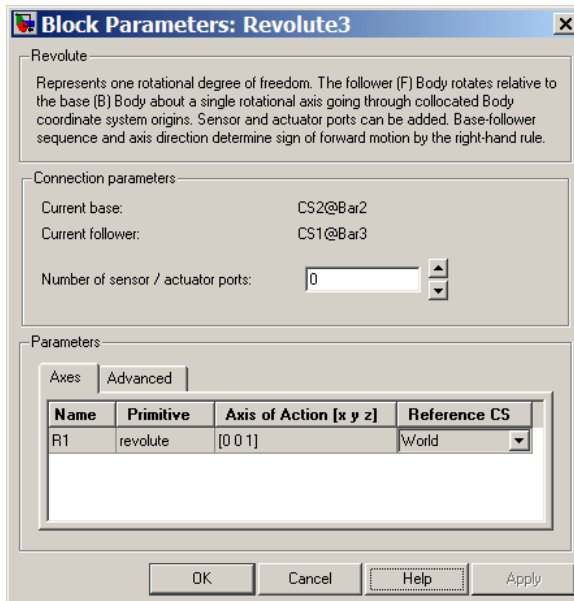 Block Parameters: Revolute3
Revolute
Represents one rotational degree of freedom. The follower (F) Body rotates relative to
the base (B) Body about a single rotational axis going through collocated Body
coordinate system origins. Sensor and actuator ports can be added. Base-follower
sequence and axis direction determine sign of forward motion by the right-hand rule.
Connection parameters
Current base: CS2@Bar2
Current follower: CS1@Bar3
Number of sensor / actuator ports: 0
Parameters
Axes Advanced
Name Primitive Axis of Action [x y z] Reference CS
R1 revolute [0 0 1] World
OK Cancel Help Apply